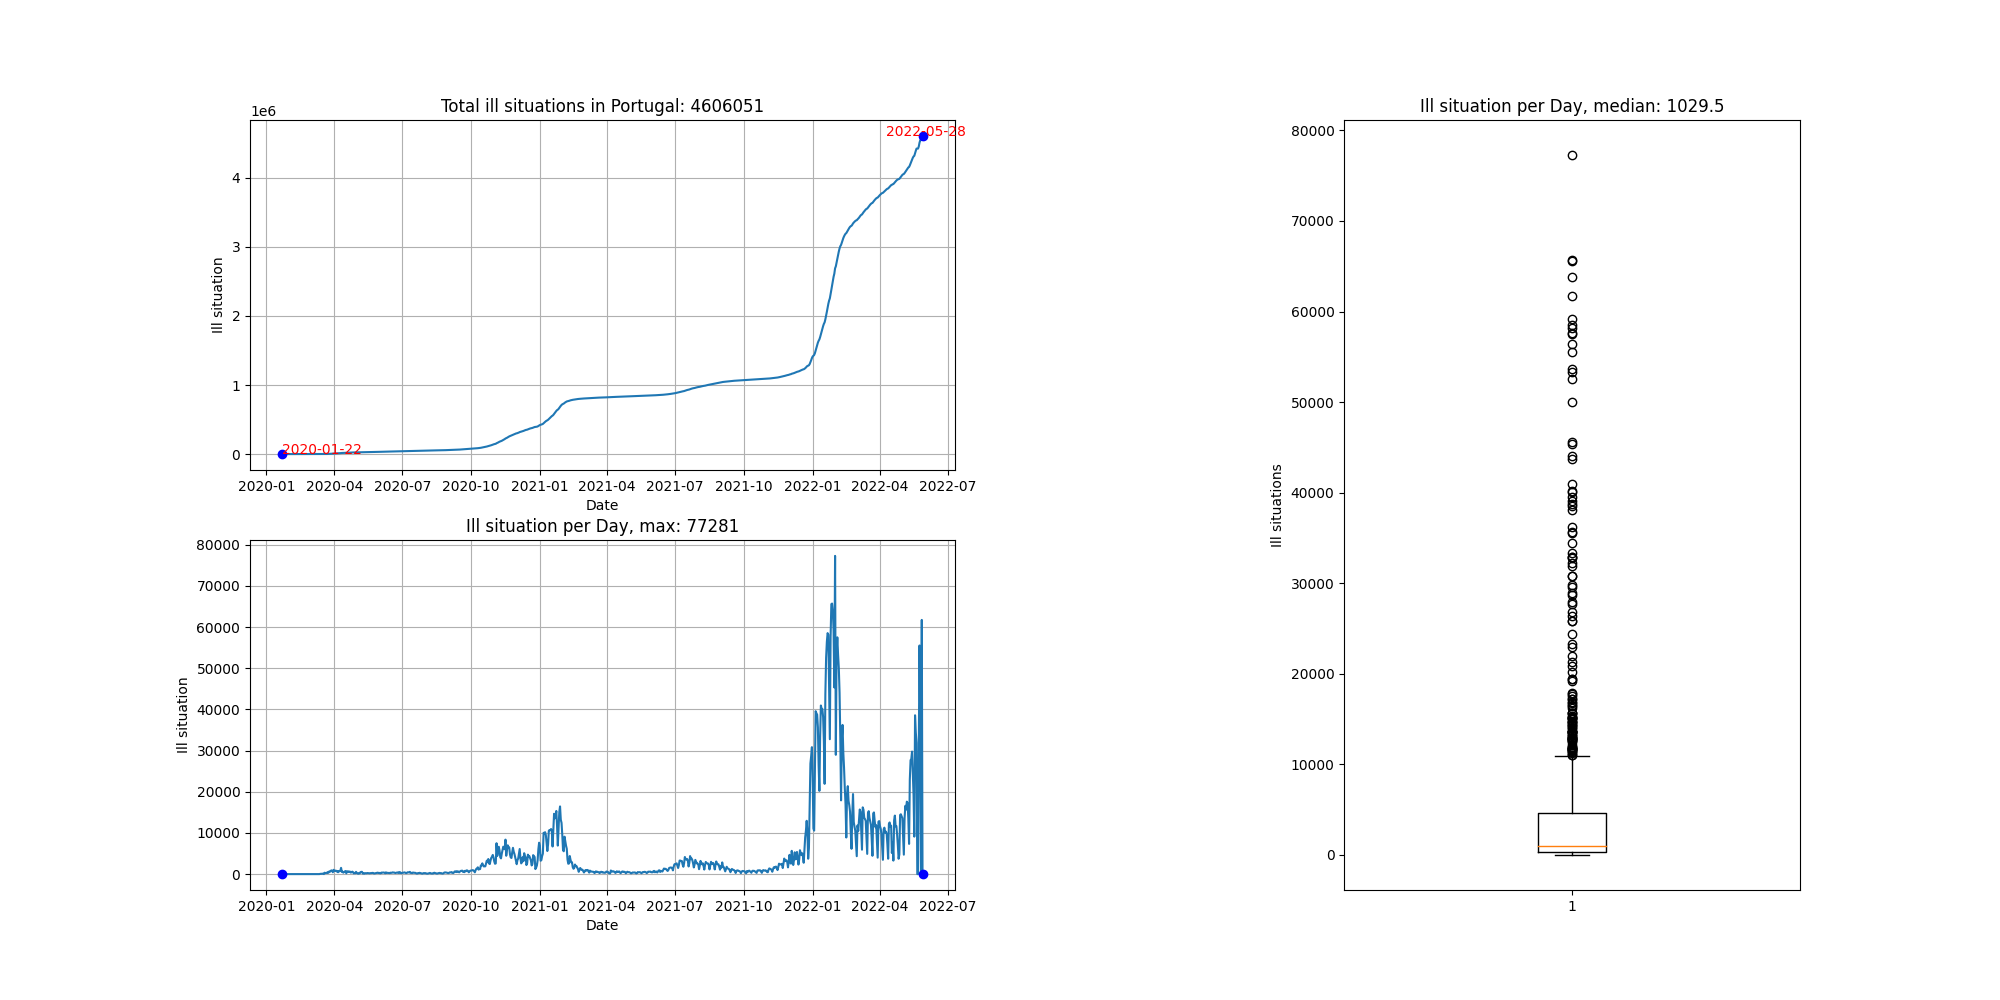 Total ill situations in Portugal: 4606051
1e6
2022-05-28
4
3
2
1
0
Ill situation
2020-01-22
2020-01 2020-04 2020-07 2020-10 2021-01 2021-04 2021-07 2021-10 2022-01 2022-04 2022-07
Date
Ill situation per Day, max: 77281
80000
70000
60000
50000
40000
30000
20000
10000
0
Ill situation
2020-01 2020-04 2020-07 2020-10 2021-01 2021-04 2021-07 2021-10 2022-01 2022-04 2022-07
Date
Ill situation per Day, median: 1029.5
80000
70000
60000
50000
40000
30000
20000
10000
0
Ill situations
1